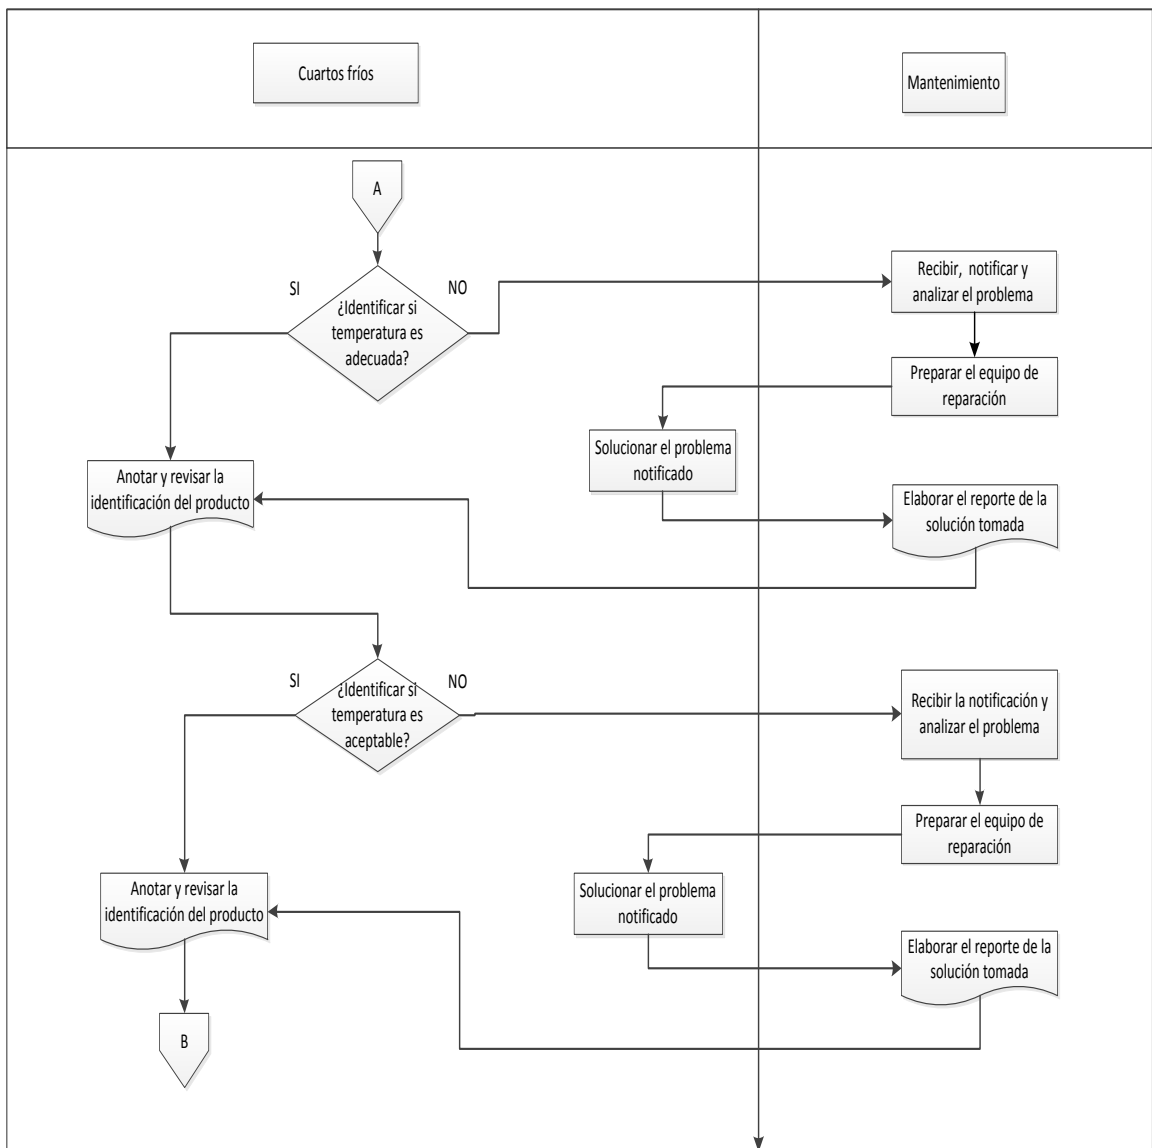 Cuartos fríos
Mantenimiento
A
SI
NO
¿Identificar si
temperatura es
adecuada?
Recibir, notificar y
analizar el problema
Preparar el equipo de
reparación
Solucionar el problema
notificado
Anotar y revisar la
identificación del producto
Elaborar el reporte de la
solución tomada
SI
NO
¿Identificar si
temperatura es
aceptable?
Recibir la notificación y
analizar el problema
Preparar el equipo de
reparación
Solucionar el problema
notificado
Anotar y revisar la
identificación del producto
Elaborar el reporte de la
solución tomada
B